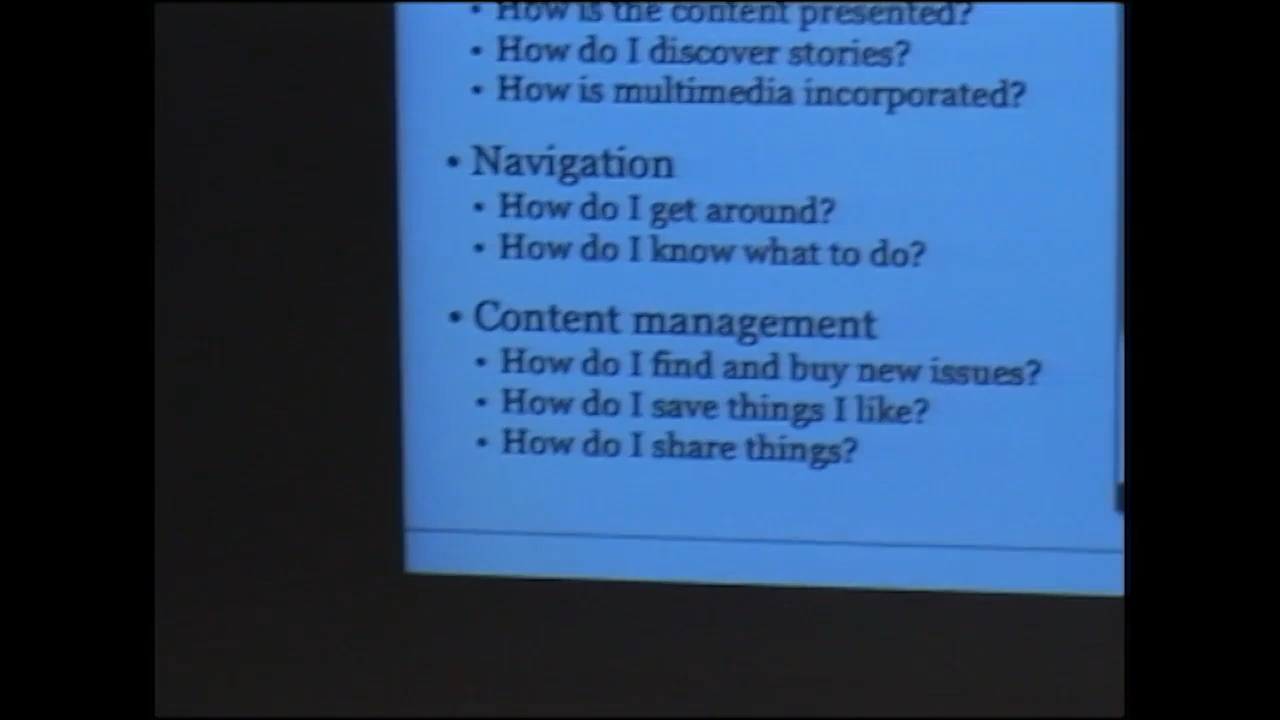 • How is the content presented?
• How do I discover stories?
• How is multimedia incorporated?
• Navigation
• How do I get around?
• How do I know what to do?
• Content management
• How do I find and buy new issues?
• How do I save things I like?
• How do I share things?